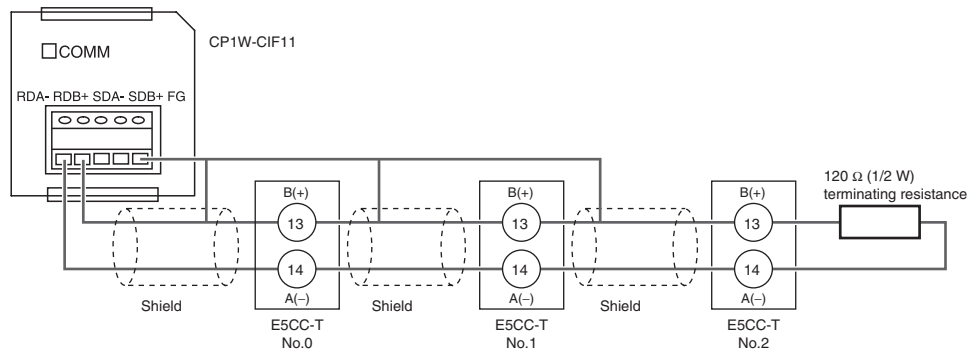 CP1W-CIF11
COMM
RDA- RDB+ SDA- SDB+ FG
120 Ω (1/2 W)
terminating resistance
B(+)
B(+)
B(+)
13
13
13
14
14
14
A(−)
A(−)
A(−)
Shield
Shield
Shield
E5CC-T
No.0
E5CC-T
No.1
E5CC-T
No.2